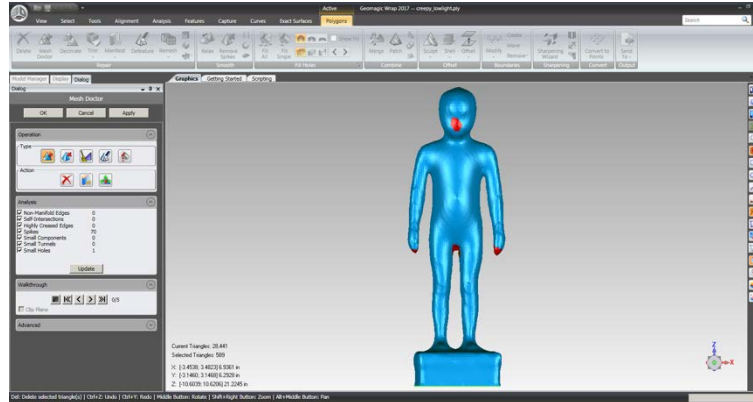 Active Geomagic Wrap 2017 -- creepy_lowlight.ply
View Select Tools Alignment Analysis Features Capture Curves Exact Surfaces Polygons
Search
Delete Mesh Doctor Decimate Trim Manifold Defeature Remesh
Relax Remove Spikes
Fill All Fill Single
Merge Patch
Sculpt Shell Offset
Modify Create Move Remove
Sharpening Wizard
Convert to Points
Send To
Repair Smooth Fill Holes Combine Offset Boundaries Sharpening Convert Output
Model Manager Display Dialog
Graphics Getting Started Scripting
Dialog
Mesh Doctor
OK Cancel Apply
Operation
Type
Action
Analysis
Non-Manifold Edges 0
Self-Intersections 0
Highly Creased Edges 0
Spikes 70
Small Components 0
Small Tunnels 0
Small Holes 1
Update
Walkthrough
0/5
Clip Plane
Advanced
Current Triangles: 28,441
Selected Triangles: 509
X: [-3.4538; 3.4823] 6.9361 in
Y: [-3.1460; 3.1468] 6.2928 in
Z: [-10.6039; 10.6206] 21.2245 in
Z
X
Del: Delete selected triangle(s) | Ctrl+Z: Undo | Ctrl+Y: Redo | Middle Button: Rotate | Shift+Right Button: Zoom | Alt+Middle Button: Pan